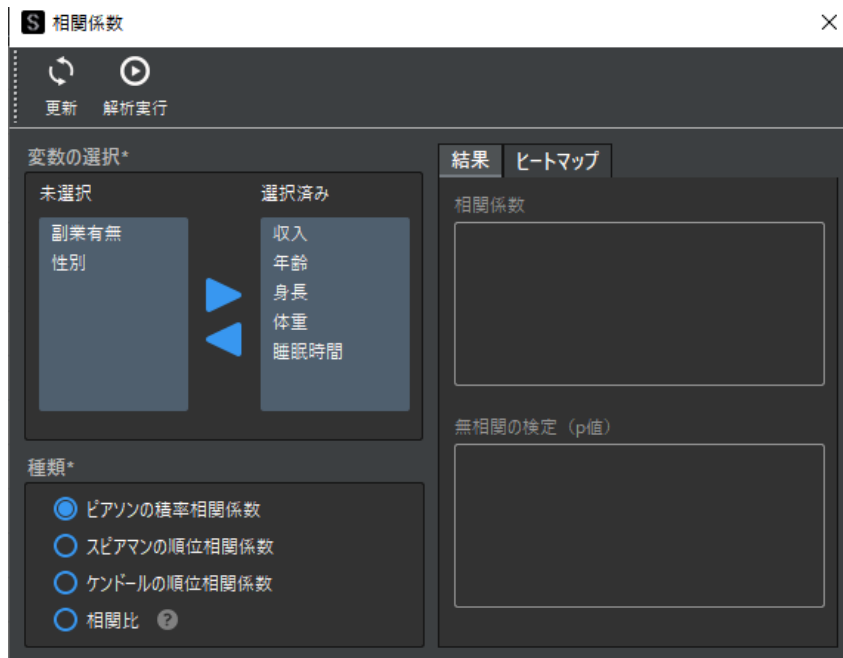 S 相関係数
更新 解析実行
変数の選択*
未選択 選択済み
副業有無
性別
収入
年齢
身長
体重
睡眠時間
種類*
ピアソンの積率相関係数
スピアマンの順位相関係数
ケンドールの順位相関係数
相関比 ?
結果 ヒートマップ
相関係数
無相関の検定（p値）